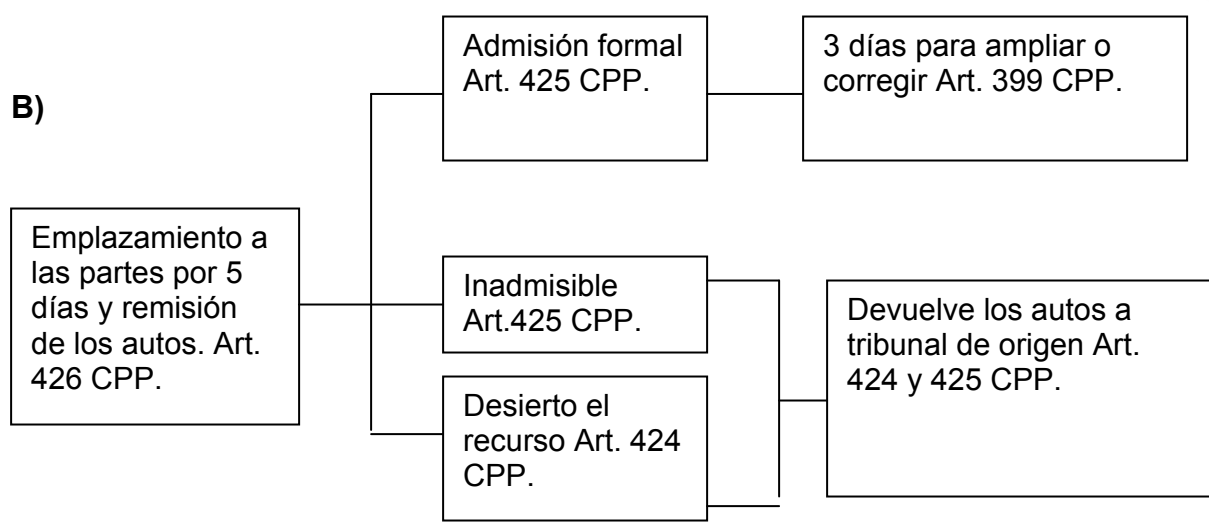 B)
Emplazamiento a
las partes por 5
días y remisión
de los autos. Art.
426 CPP.
Admisión formal
Art. 425 CPP.
3 días para ampliar o
corregir Art. 399 CPP.
Inadmisible
Art.425 CPP.
Desierto el
recurso Art. 424
CPP.
Devuelve los autos a
tribunal de origen Art.
424 y 425 CPP.